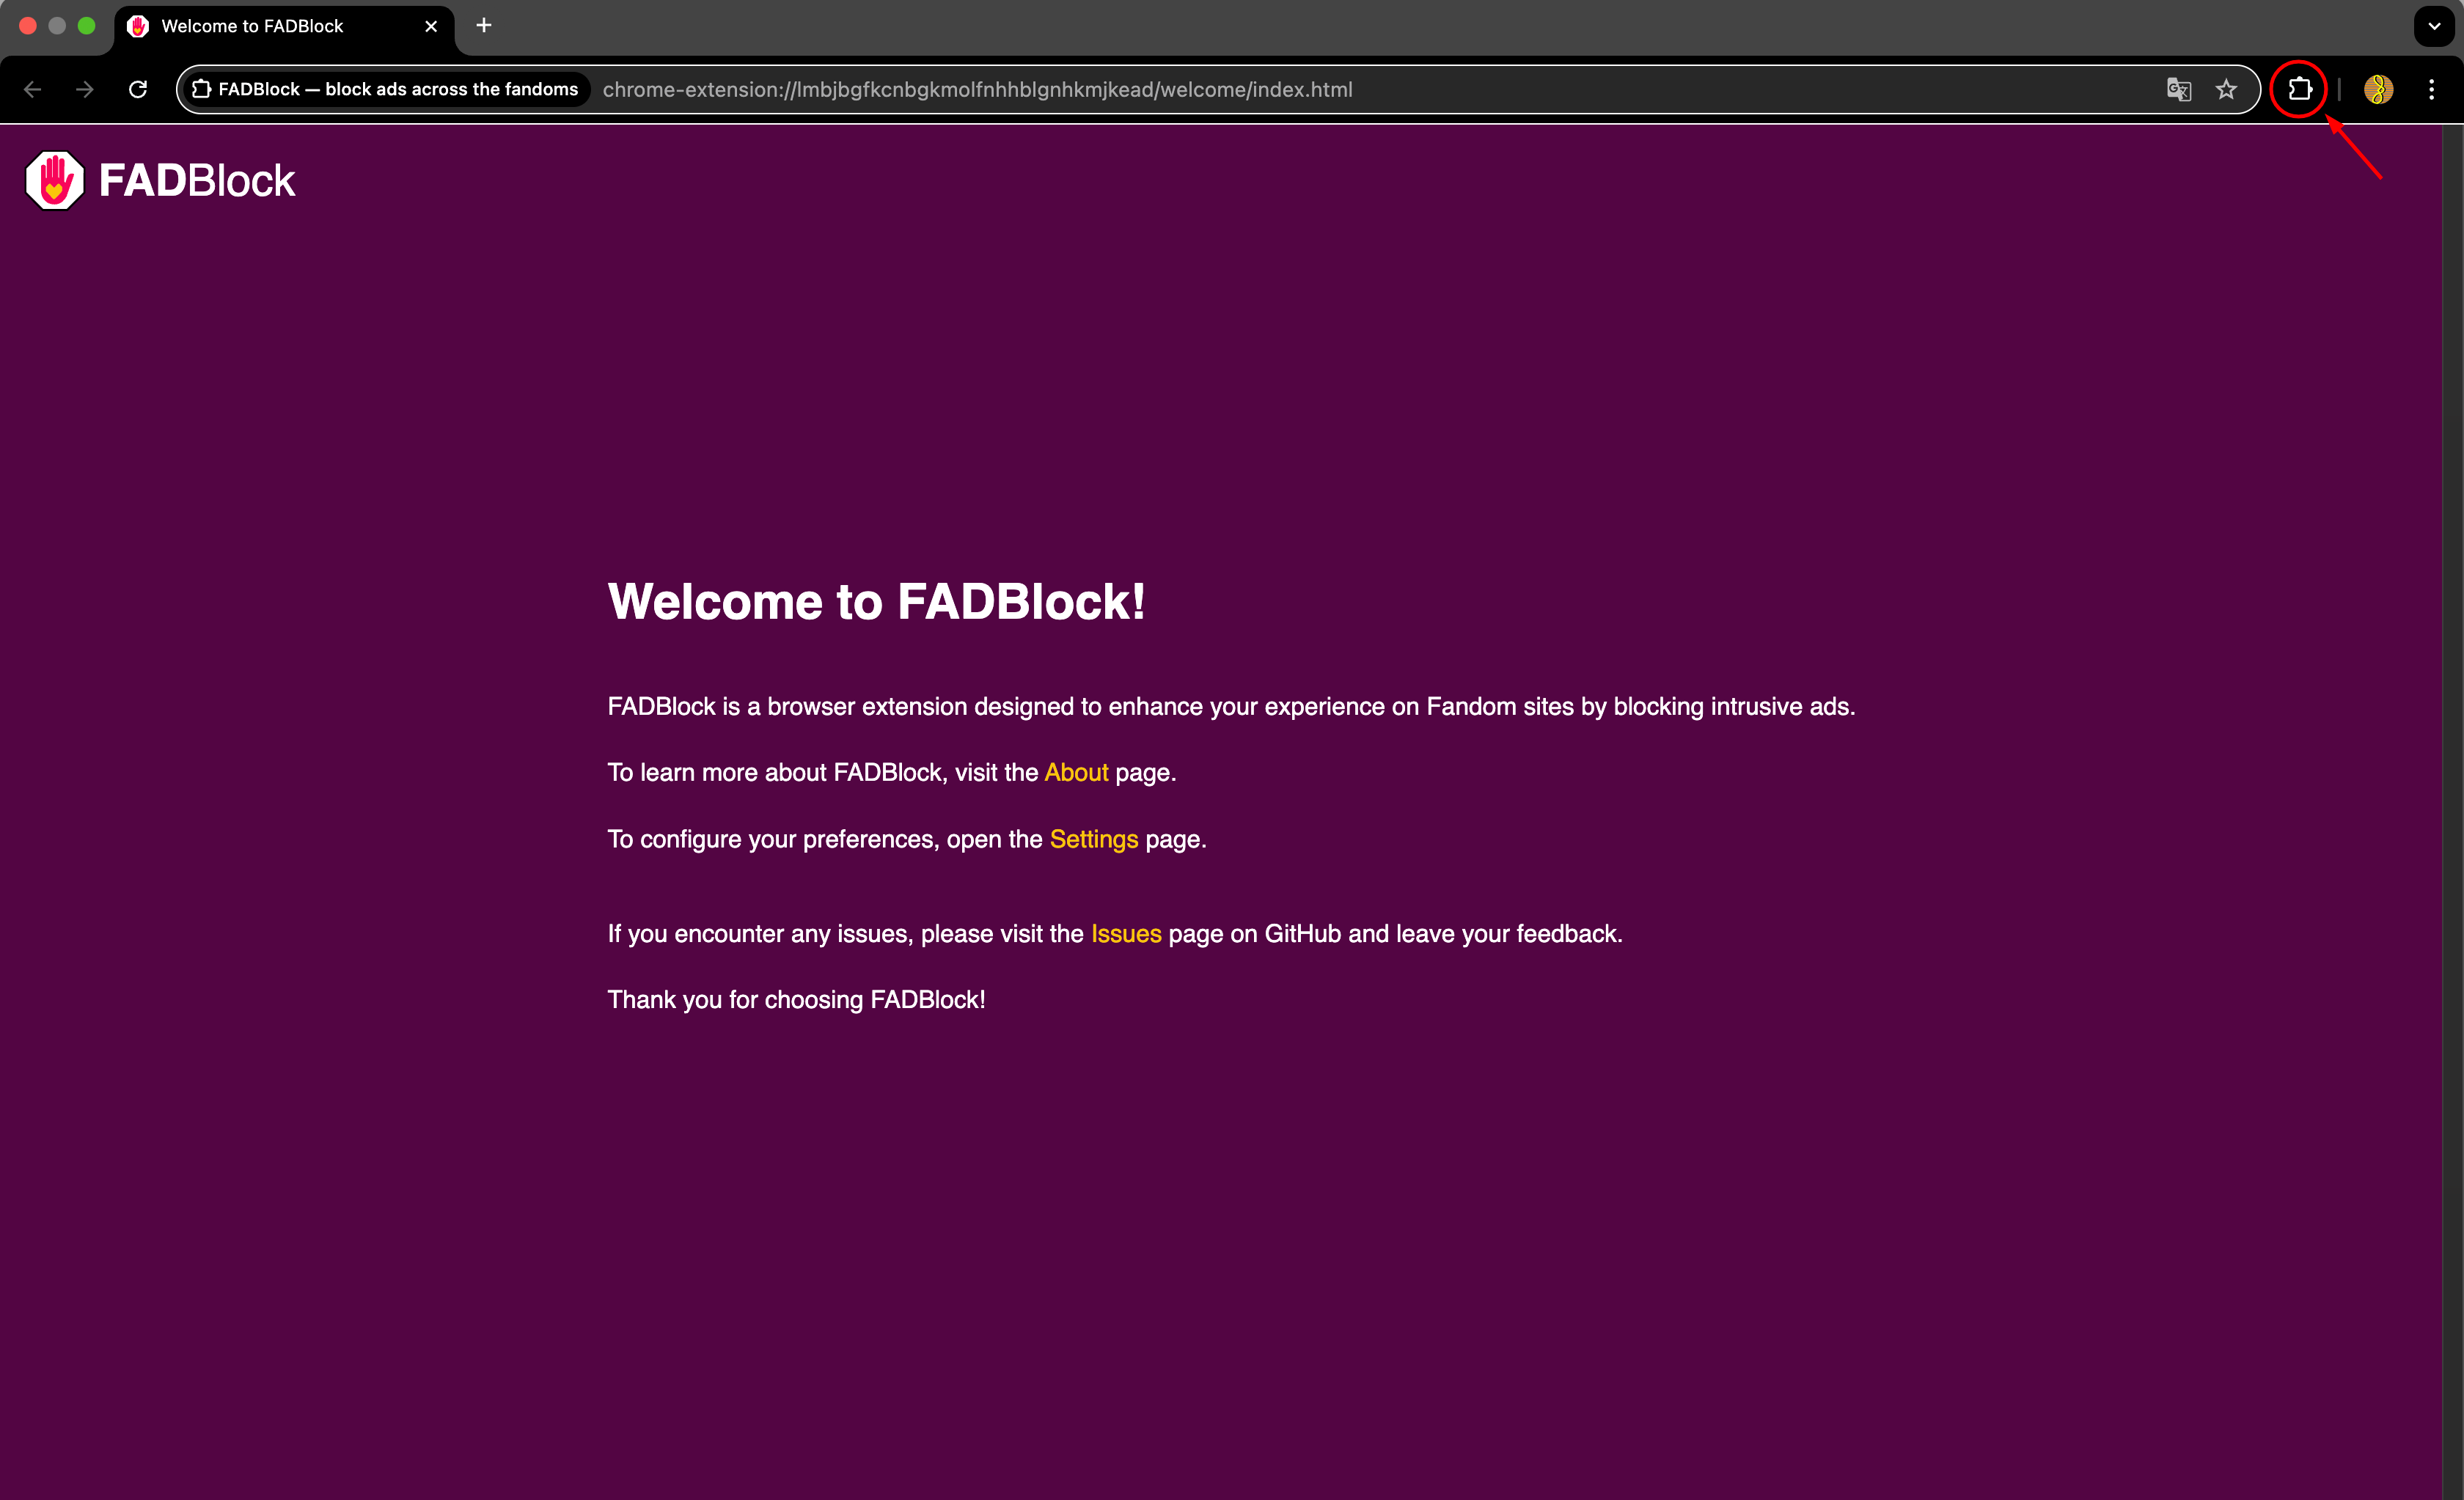 Welcome to FADBlock
FADBlock — block ads across the fandoms chrome-extension://lmbjbgfkcnbgkmolfnhhblgnhkmjkead/welcome/index.html
FADBlock
Welcome to FADBlock!
FADBlock is a browser extension designed to enhance your experience on Fandom sites by blocking intrusive ads.
To learn more about FADBlock, visit the About page.
To configure your preferences, open the Settings page.
If you encounter any issues, please visit the Issues page on GitHub and leave your feedback.
Thank you for choosing FADBlock!